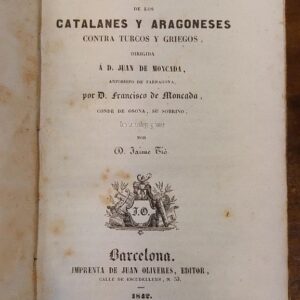 DE LOS
CATALANES Y ARAGONESES
CONTRA TURCOS Y GRIEGOS,
DIRIGIDA
Á D. JUAN DE MONCADA,
ARZOBISPO DE TARRAGONA,
por D. Francisco de Moncada,
CONDE DE OSONA, SU SOBRINO,
POR
D. Jaime Tió.
J.O.
Barcelona.
IMPRENTA DE JUAN OLIVERES, EDITOR,
CALLE DE ESCUDELLERS, N. 53.
1842.